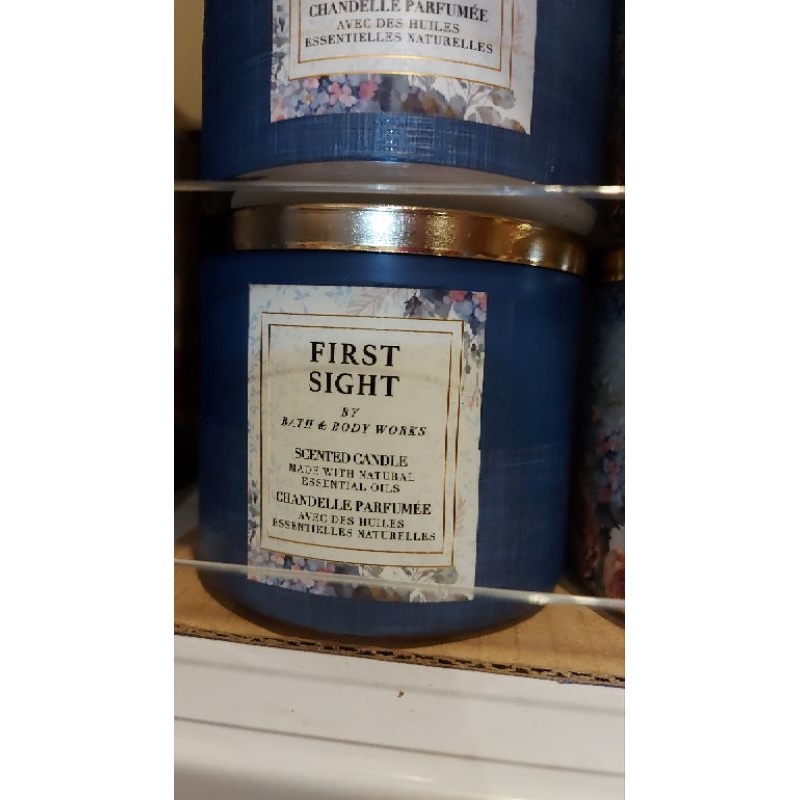 CHANDELLE PARFUMÉE
AVEC DES HUILES
ESSENTIELLES NATURELLES
FIRST
SIGHT
BY
BATH & BODY WORKS
SCENTED CANDLE
MADE WITH NATURAL
ESSENTIAL OILS
CHANDELLE PARFUMÉE
AVEC DES HUILES
ESSENTIELLES NATURELLES